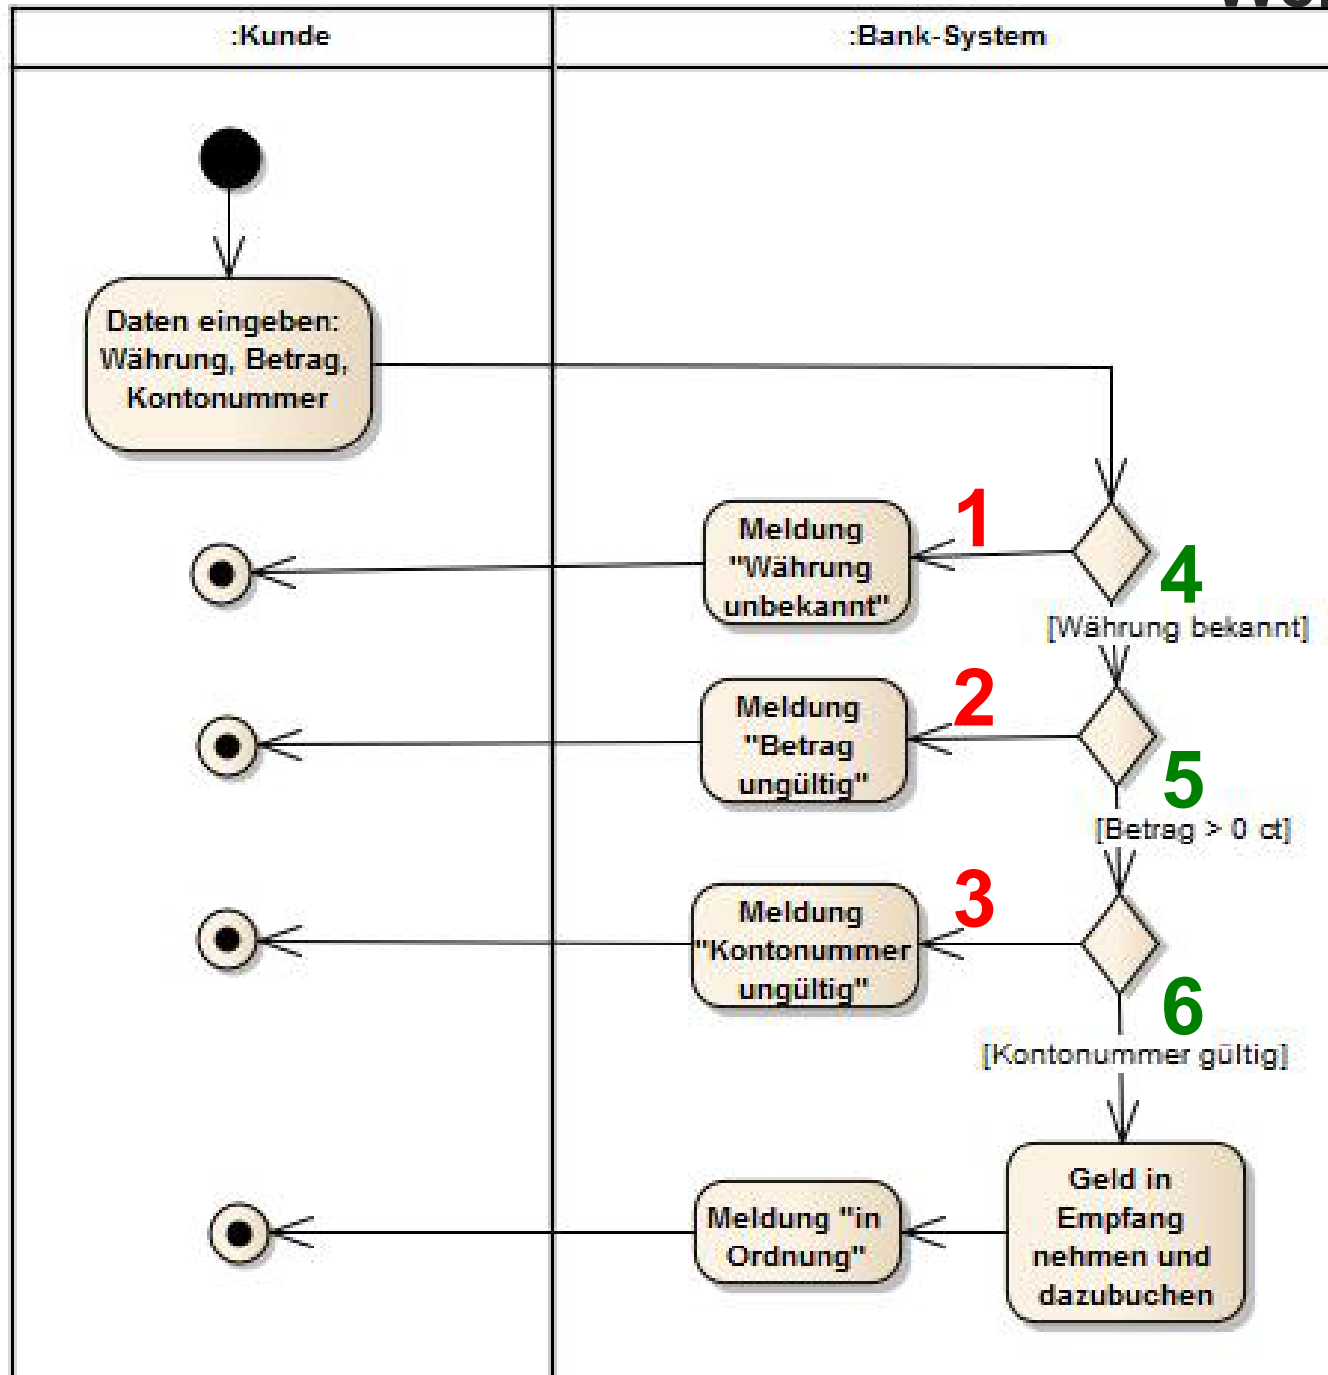 :Kunde
:Bank-System
Daten eingeben:
Währung, Betrag,
Kontonummer
Meldung
"Währung
unbekannt"
1
4
[Währung bekannt]
Meldung
"Betrag
ungültig"
2
5
[Betrag > 0 ct]
Meldung
"Kontonummer
ungültig"
3
6
[Kontonummer gültig]
Geld in
Empfang
nehmen und
dazubuchen
Meldung "in
Ordnung"